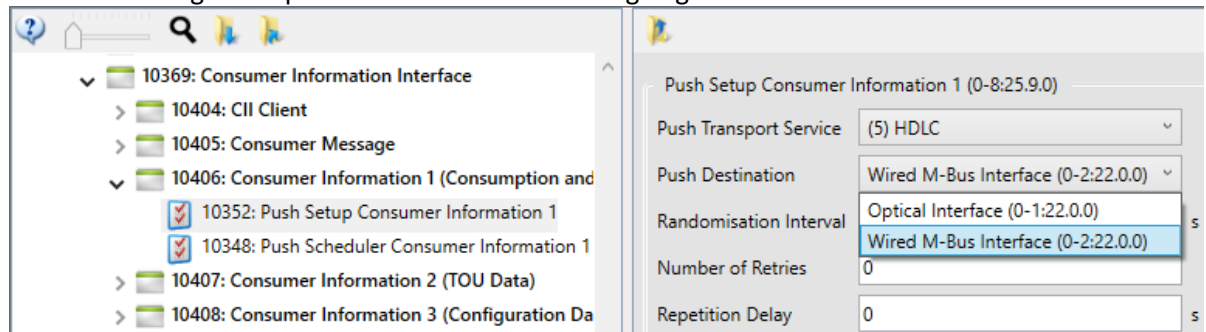 10369: Consumer Information Interface
10404: CII Client
10405: Consumer Message
10406: Consumer Information 1 (Consumption and
10352: Push Setup Consumer Information 1
10348: Push Scheduler Consumer Information 1
10407: Consumer Information 2 (TOU Data)
10408: Consumer Information 3 (Configuration Da
Push Setup Consumer Information 1 (0-8:25.9.0)
Push Transport Service (5) HDLC
Push Destination Wired M-Bus Interface (0-2:22.0.0)
Optical Interface (0-1:22.0.0)
Randomisation Interval s
Wired M-Bus Interface (0-2:22.0.0)
Number of Retries 0
Repetition Delay 0 s